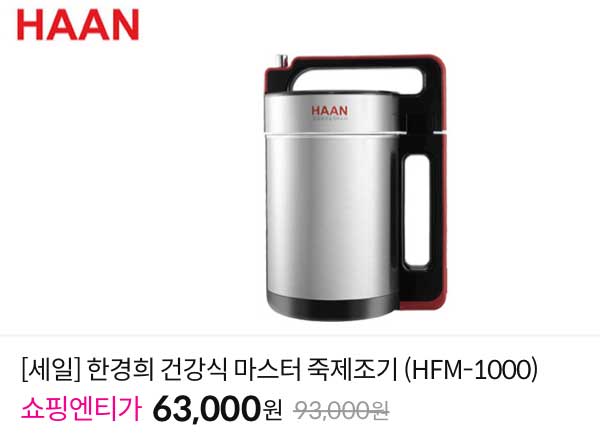 HAAN
HAAN
[세일] 한경희 건강식 마스터 죽제조기 (HFM-1000)
쇼핑엔티가 63,000원 93,000원